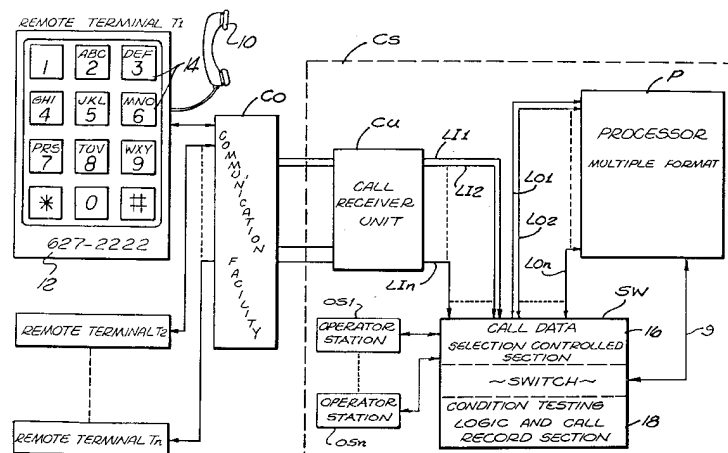 REMOTE TERMINAL T1
10
1
ABC
2
DEF
3
14
GHI
4
JKL
5
MNO
6
PRS
7
TUV
8
WXY
9
*
0
#
627-2222
12
REMOTE TERMINAL T2
REMOTE TERMINAL Tn
CO
COMMUNICATION FACILITY
CS
CU
CALL RECEIVER UNIT
LI1
LI2
LIn
LO1
LO2
LOn
P
PROCESSOR
MULTIPLE FORMAT
9
OS1
OPERATOR STATION
OPERATOR STATION
OSn
SW
CALL DATA
SELECTION CONTROLLED
SECTION
16
~SWITCH~
CONDITION TESTING
LOGIC AND CALL
RECORD SECTION
18